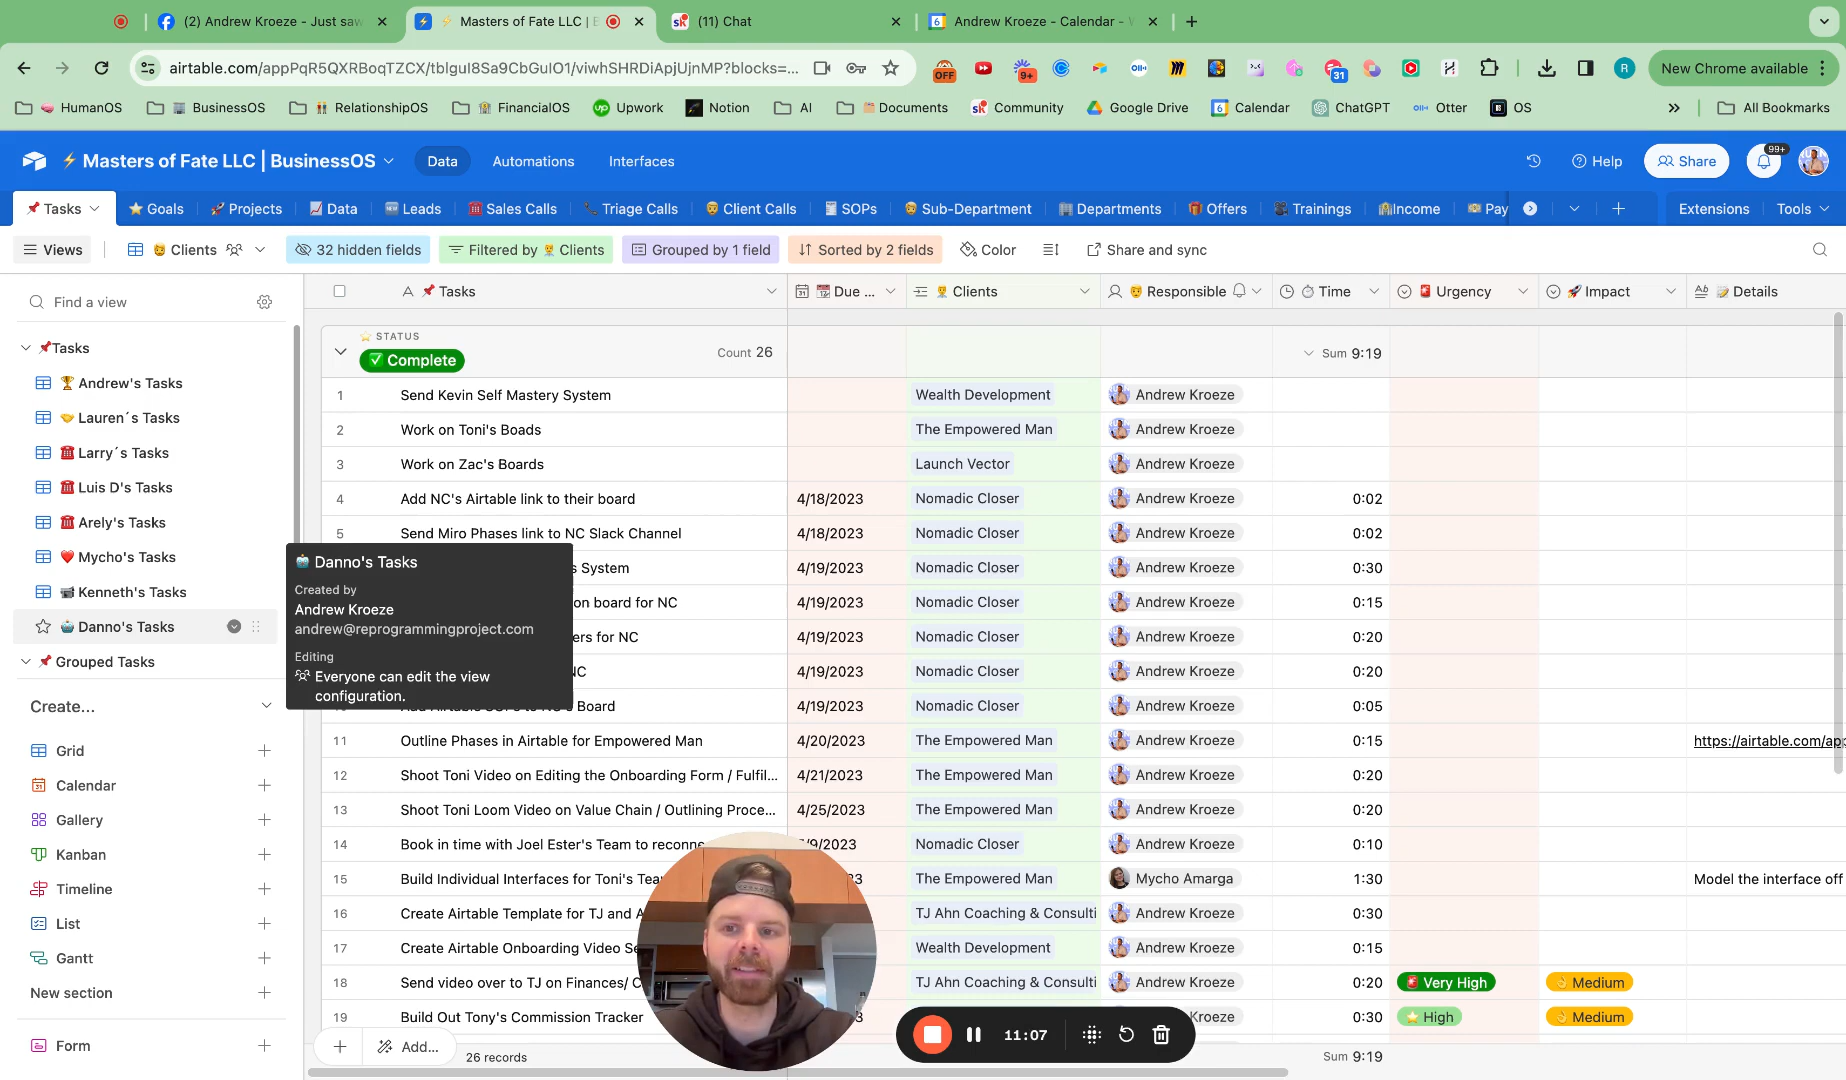 (2) Andrew Kroeze - Just saw
Masters of Fate LLC | B
(11) Chat
Andrew Kroeze - Calendar -
airtable.com/appPqR5QXRBoqTZCX/tblgul8Sa9CbGulO1/viwhSHRDiApjUjnMP?blocks=...
OFF
9+
31
R
New Chrome available
HumanOS
BusinessOS
RelationshipOS
FinancialOS
Upwork
Notion
AI
Documents
Community
Google Drive
Calendar
ChatGPT
Otter
OS
All Bookmarks
Masters of Fate LLC | BusinessOS
Data
Automations
Interfaces
Help
Share
99+
Tasks
Goals
Projects
Data
Leads
Sales Calls
Triage Calls
Client Calls
SOPs
Sub-Department
Departments
Offers
Trainings
Income
Pay
Extensions
Tools
Views
Clients
32 hidden fields
Filtered by Clients
Grouped by 1 field
Sorted by 2 fields
Color
Share and sync
Find a view
Tasks
Due ...
Clients
Responsible
Time
Urgency
Impact
Details
Tasks
Andrew's Tasks
Lauren´s Tasks
Larry´s Tasks
Luis D's Tasks
Arely's Tasks
Mycho's Tasks
Kenneth's Tasks
Danno's Tasks
Grouped Tasks
Create...
Grid
Calendar
Gallery
Kanban
Timeline
List
Gantt
New section
Form
Danno's Tasks
Created by
Andrew Kroeze
andrew@reprogrammingproject.com
Editing
Everyone can edit the view
configuration.
STATUS
Complete
Count 26
Sum 9:19
1 Send Kevin Self Mastery System Wealth Development Andrew Kroeze
2 Work on Toni's Boads The Empowered Man Andrew Kroeze
3 Work on Zac's Boards Launch Vector Andrew Kroeze
4 Add NC's Airtable link to their board 4/18/2023 Nomadic Closer Andrew Kroeze 0:02
5 Send Miro Phases link to NC Slack Channel 4/18/2023 Nomadic Closer Andrew Kroeze 0:02
s System 4/19/2023 Nomadic Closer Andrew Kroeze 0:30
on board for NC 4/19/2023 Nomadic Closer Andrew Kroeze 0:15
ers for NC 4/19/2023 Nomadic Closer Andrew Kroeze 0:20
NC 4/19/2023 Nomadic Closer Andrew Kroeze 0:20
Board 4/19/2023 Nomadic Closer Andrew Kroeze 0:05
11 Outline Phases in Airtable for Empowered Man 4/20/2023 The Empowered Man Andrew Kroeze 0:15 https://airtable.com/app
12 Shoot Toni Video on Editing the Onboarding Form / Fulfil... 4/21/2023 The Empowered Man Andrew Kroeze 0:20
13 Shoot Toni Loom Video on Value Chain / Outlining Proce... 4/25/2023 The Empowered Man Andrew Kroeze 0:20
14 Book in time with Joel Ester's Team to reconne /9/2023 Nomadic Closer Andrew Kroeze 0:10
15 Build Individual Interfaces for Toni's Tea 3 The Empowered Man Mycho Amarga 1:30 Model the interface off
16 Create Airtable Template for TJ and A TJ Ahn Coaching & Consulti Andrew Kroeze 0:30
17 Create Airtable Onboarding Video Se Wealth Development Andrew Kroeze 0:15
18 Send video over to TJ on Finances/ C TJ Ahn Coaching & Consulti Andrew Kroeze 0:20 Very High Medium
19 Build Out Tony's Commission Tracker 3 Kroeze 0:30 High Medium
Add...
26 records
Sum 9:19
11:07